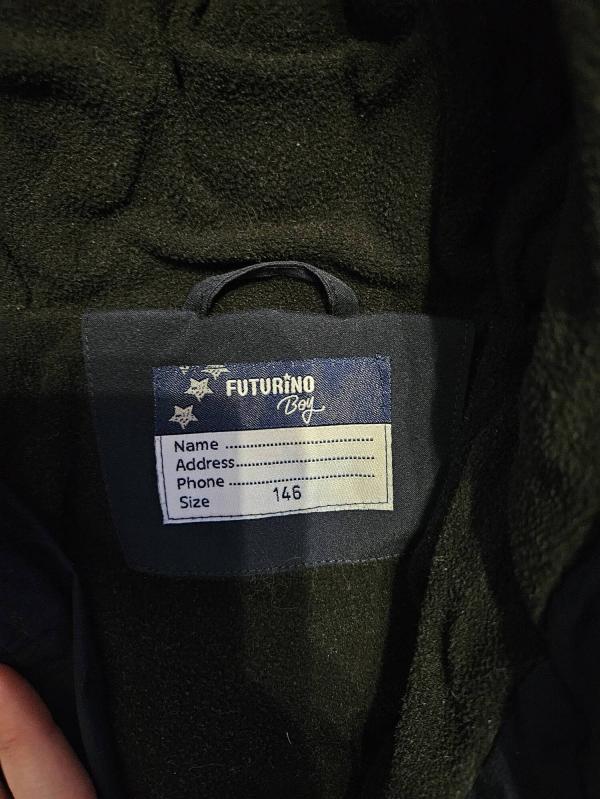 FUTURINO
Boy
Name ........................................
Address......................................
Phone .......................................
Size 146